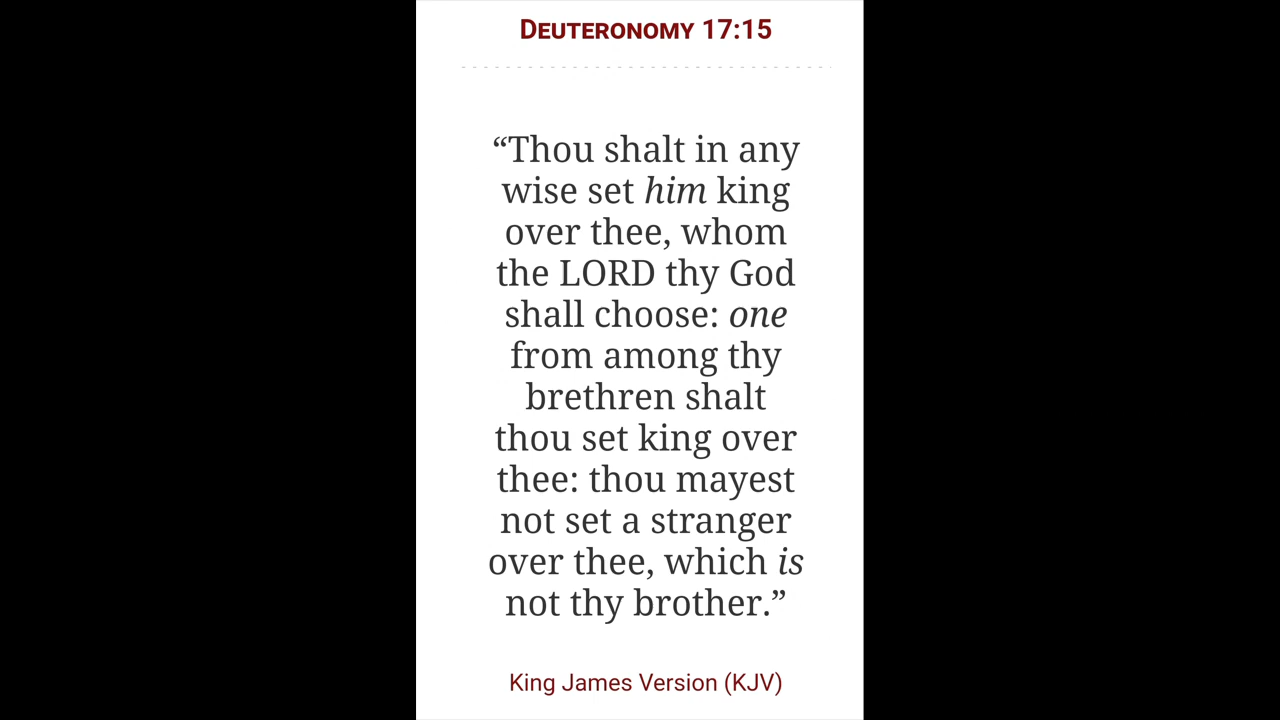 DEUTERONOMY 17:15
“Thou shalt in any
wise set him king
over thee, whom
the LORD thy God
shall choose: one
from among thy
brethren shalt
thou set king over
thee: thou mayest
not set a stranger
over thee, which is
not thy brother.”
King James Version (KJV)